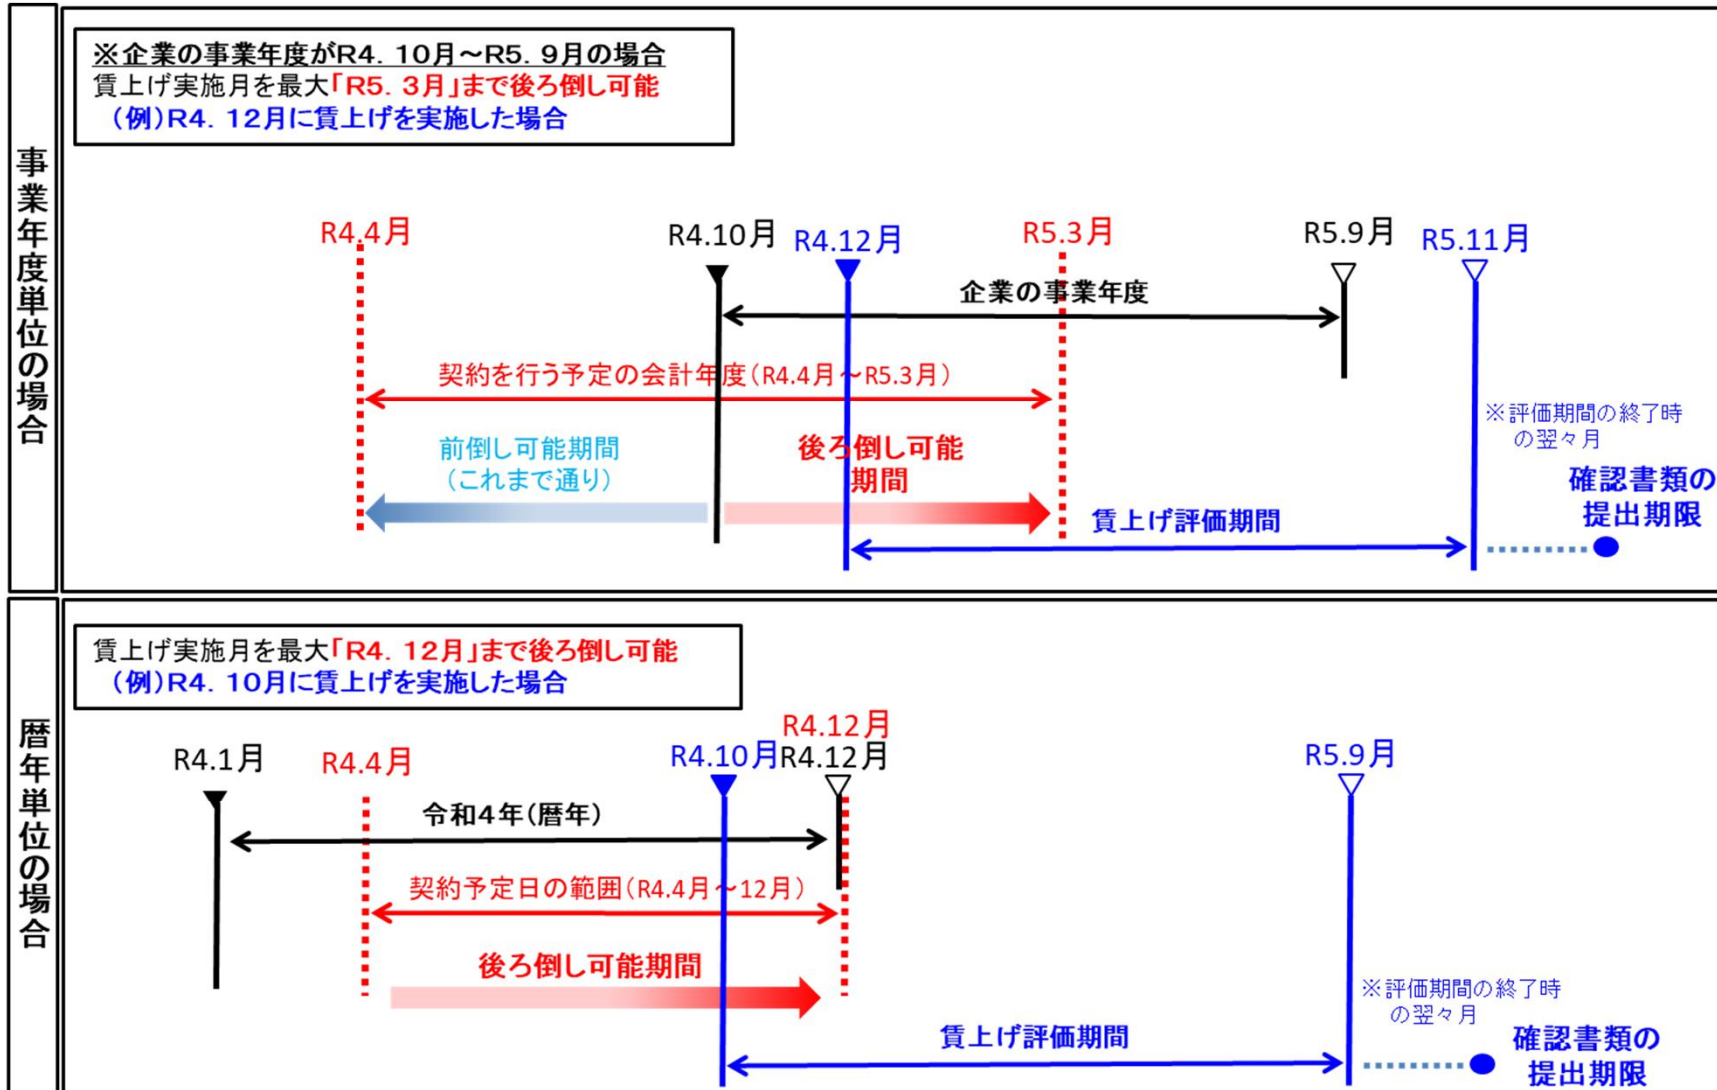 事業年度単位の場合
※企業の事業年度がR4. 10月～R5. 9月の場合
賃上げ実施月を最大「R5. 3月」まで後ろ倒し可能
（例）R4. 12月に賃上げを実施した場合
R4.4月
R4.10月
R4.12月
R5.3月
R5.9月
R5.11月
企業の事業年度
契約を行う予定の会計年度（R4.4月～R5.3月）
前倒し可能期間
（これまで通り）
後ろ倒し可能
期間
賃上げ評価期間
※評価期間の終了時
の翌々月
確認書類の
提出期限
暦年単位の場合
賃上げ実施月を最大「R4. 12月」まで後ろ倒し可能
（例）R4. 10月に賃上げを実施した場合
R4.12月
R4.1月
R4.4月
R4.10月
R4.12月
R5.9月
令和4年(暦年)
契約予定日の範囲（R4.4月～12月）
後ろ倒し可能期間
賃上げ評価期間
※評価期間の終了時
の翌々月
確認書類の
提出期限